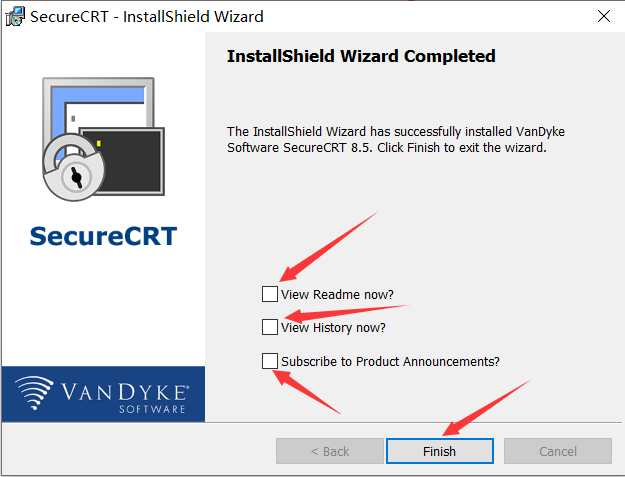 SecureCRT - InstallShield Wizard
InstallShield Wizard Completed
The InstallShield Wizard has successfully installed VanDyke
Software SecureCRT 8.5. Click Finish to exit the wizard.
SecureCRT
View Readme now?
View History now?
Subscribe to Product Announcements?
VANDYKE®
SOFTWARE
< Back
Finish
Cancel